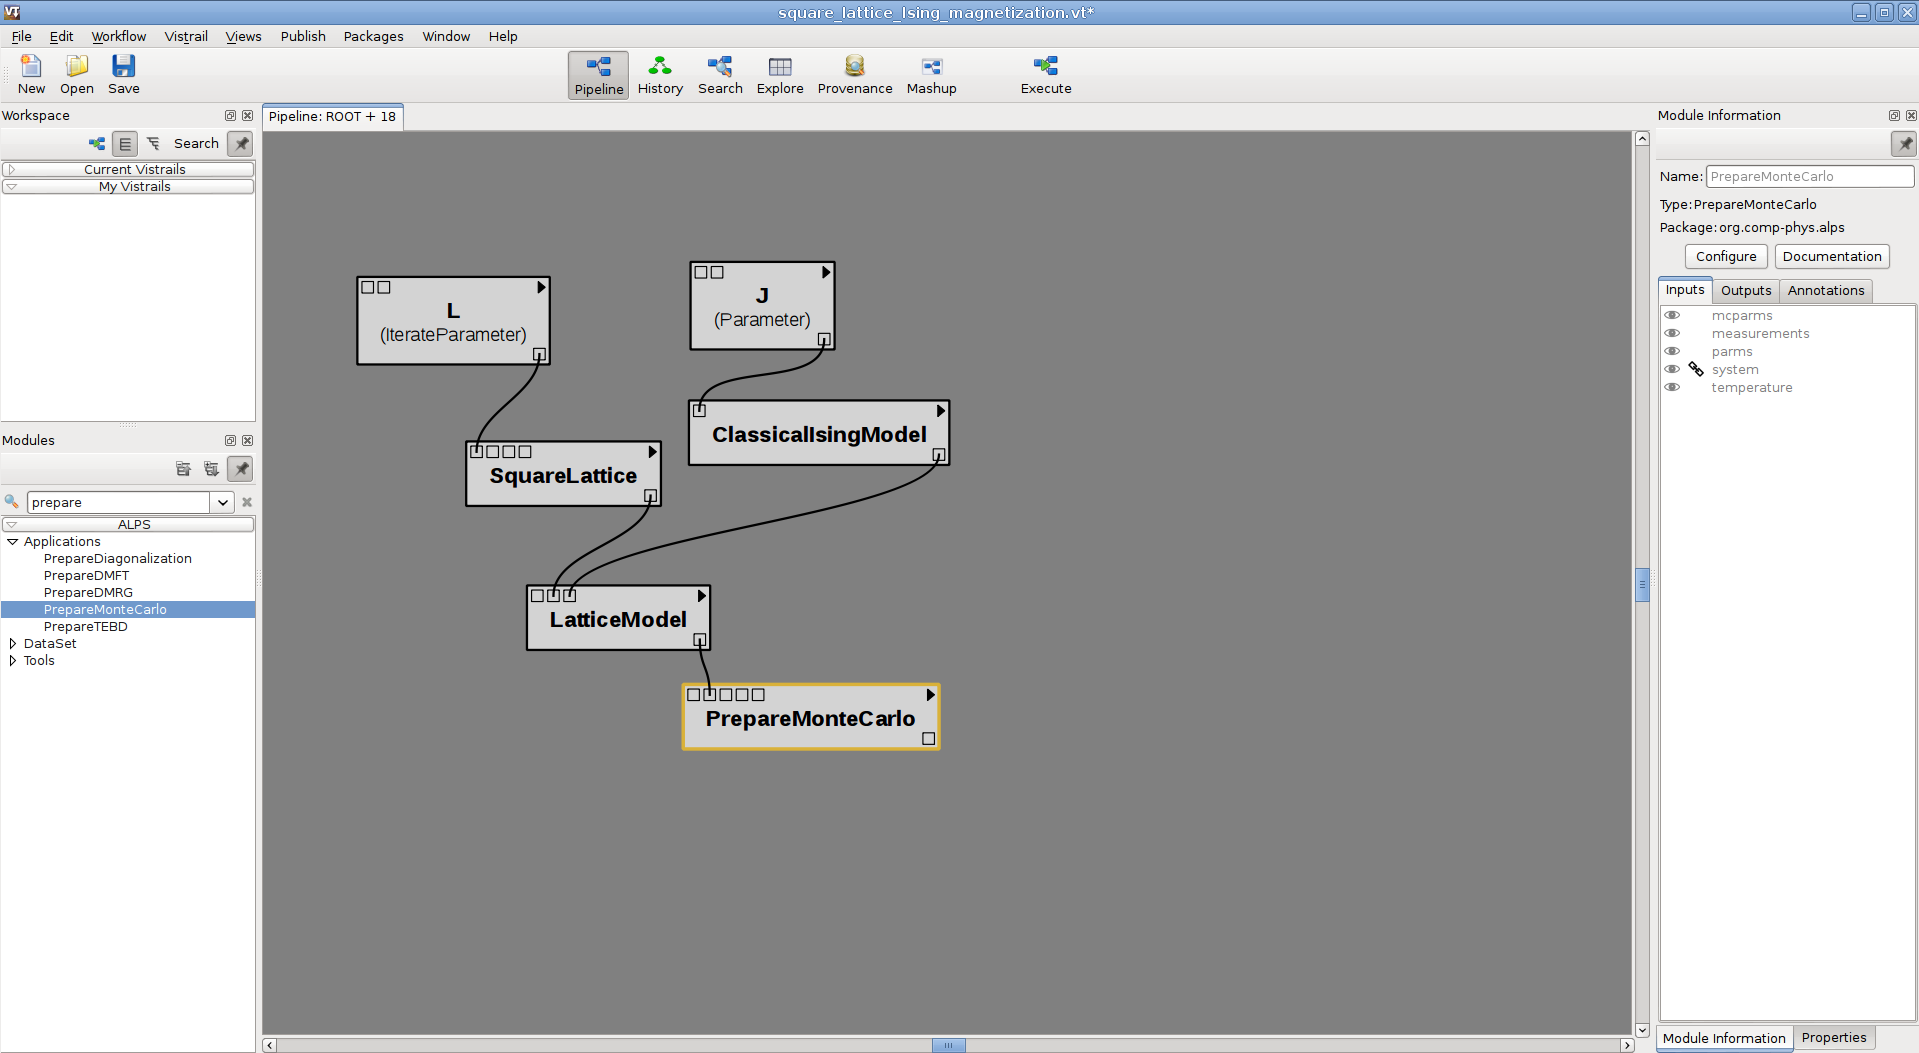 square_lattice_Ising_magnetization.vt*
File Edit Workflow Vistrail Views Publish Packages Window Help
New Open Save Pipeline History Search Explore Provenance Mashup Execute
Workspace
Search
Current Vistrails
My Vistrails
Modules
prepare
ALPS
Applications
PrepareDiagonalization
PrepareDMFT
PrepareDMRG
PrepareMonteCarlo
PrepareTEBD
DataSet
Tools
Pipeline: ROOT + 18
L
(IterateParameter)
J
(Parameter)
ClassicalIsingModel
SquareLattice
LatticeModel
PrepareMonteCarlo
Module Information
Name: PrepareMonteCarlo
Type: PrepareMonteCarlo
Package: org.comp-phys.alps
Configure Documentation
Inputs Outputs Annotations
mcparms
measurements
parms
system
temperature
Module Information Properties